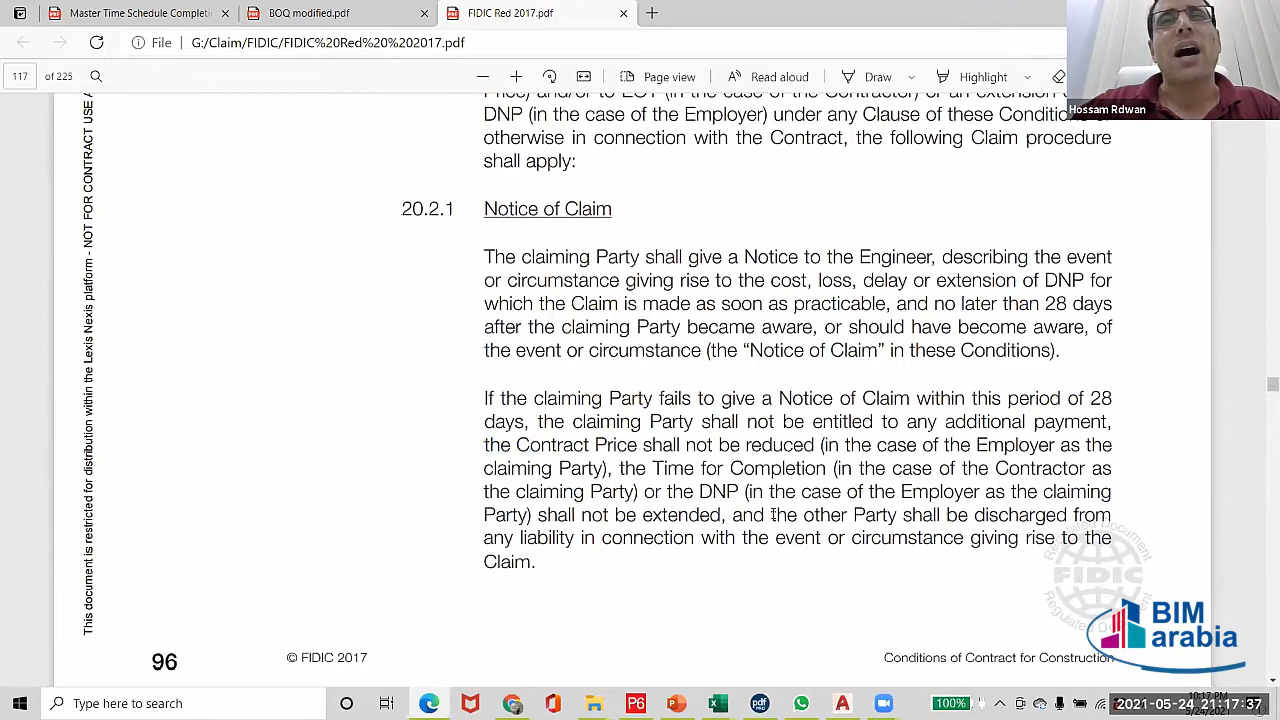 Master Time Schedule Completi
BOQ modified.pdf
FIDIC Red 2017.pdf
File
G:/Claim/FIDIC/FIDIC%20Red%20%202017.pdf
117 of 225
Page view
Read aloud
Draw
Highlight
Hossam Rdwan
DNP (in the case of the Employer) under any Clause of these Conditions
otherwise in connection with the Contract, the following Claim procedure
shall apply:
20.2.1 Notice of Claim
The claiming Party shall give a Notice to the Engineer, describing the event
or circumstance giving rise to the cost, loss, delay or extension of DNP for
which the Claim is made as soon as practicable, and no later than 28 days
after the claiming Party became aware, or should have become aware, of
the event or circumstance (the “Notice of Claim” in these Conditions).
If the claiming Party fails to give a Notice of Claim within this period of 28
days, the claiming Party shall not be entitled to any additional payment,
the Contract Price shall not be reduced (in the case of the Employer as the
claiming Party), the Time for Completion (in the case of the Contractor as
the claiming Party) or the DNP (in the case of the Employer as the claiming
Party) shall not be extended, and the other Party shall be discharged from
any liability in connection with the event or circumstance giving rise to the
Claim.
This document is restricted for distribution within the Lexis Nexis platform - NOT FOR CONTRACT USE
Regulated Document
FIDIC
BIM
arabia
96
© FIDIC 2017
Conditions of Contract for Construction
Type here to search
P6
100%
10:17 PM
5/24/2021
2021-05-24 21:17:37